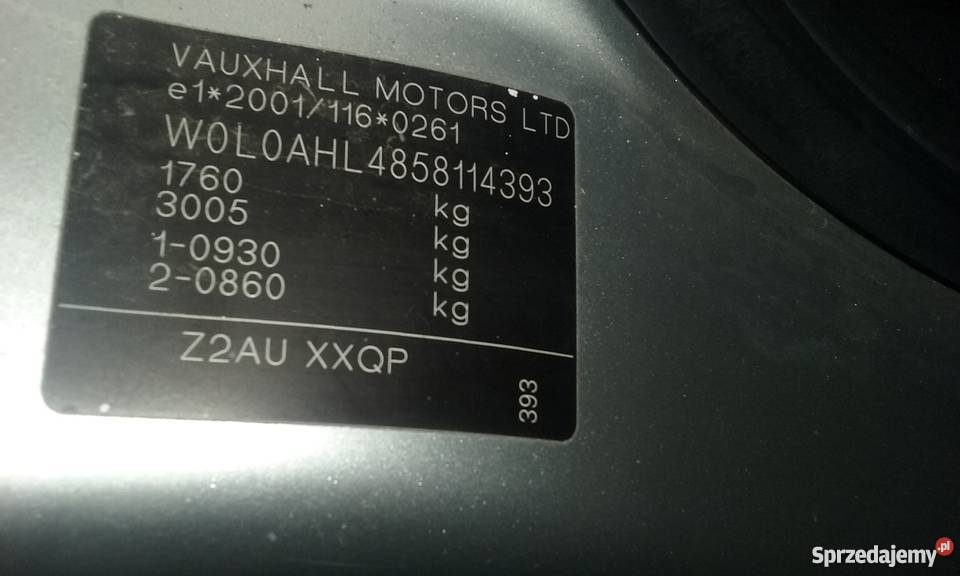 VAUXHALL MOTORS LTD
e1*2001/116*0261
W0L0AHL4858114393
1760 kg
3005 kg
1-0930 kg
2-0860 kg
Z2AU XXQP
393
Sprzedajemy.pl